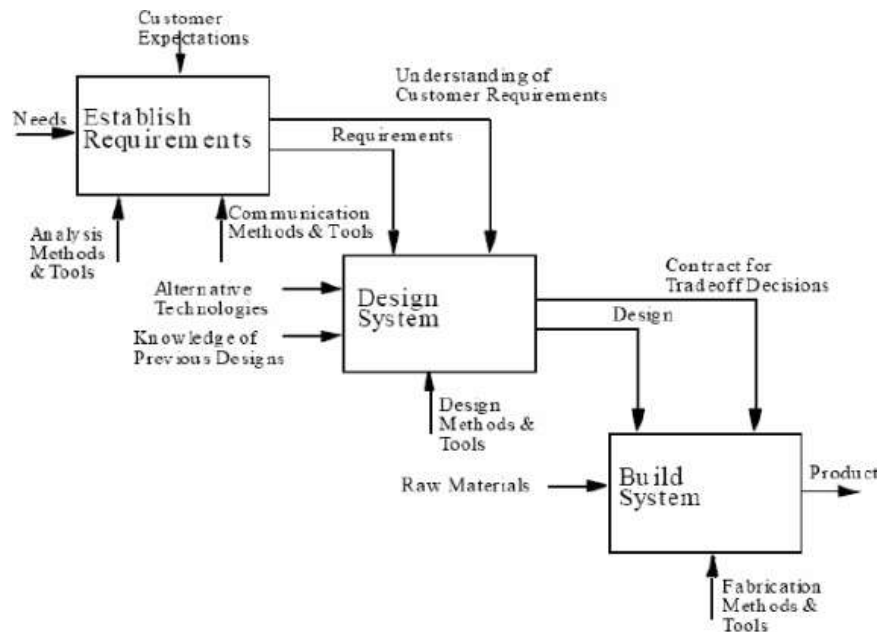 Customer
Expectations
Understanding of
Customer Requirements
Needs
Establish
Requirements
Requirements
Communication
Methods & Tools
Analysis
Methods
& Tools
Contract for
Tradeoff Decisions
Alternative
Technologies
Design
System
Design
Knowledge of
Previous Designs
Design
Methods &
Tools
Raw Materials
Build
System
Product
Fabrication
Methods &
Tools